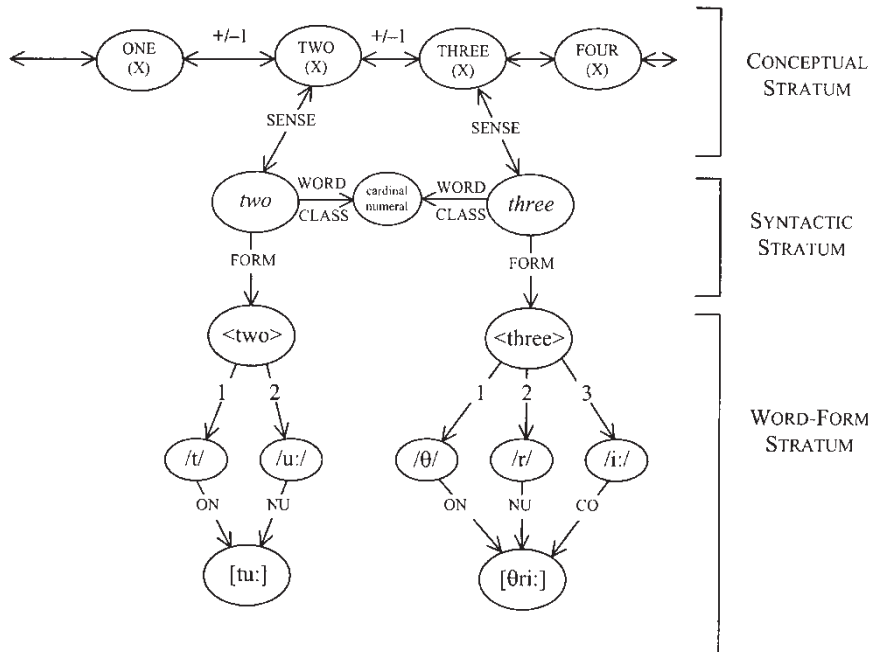 ONE
(X)
+/–1
TWO
(X)
+/–1
THREE
(X)
FOUR
(X)
CONCEPTUAL
STRATUM
SENSE
SENSE
two
WORD
CLASS
cardinal
numeral
WORD
CLASS
three
SYNTACTIC
STRATUM
FORM
FORM
<two>
<three>
1
2
1
2
3
WORD-FORM
STRATUM
/t/
/u:/
/θ/
/r/
/i:/
ON
NU
ON
NU
CO
[tu:]
[θri:]